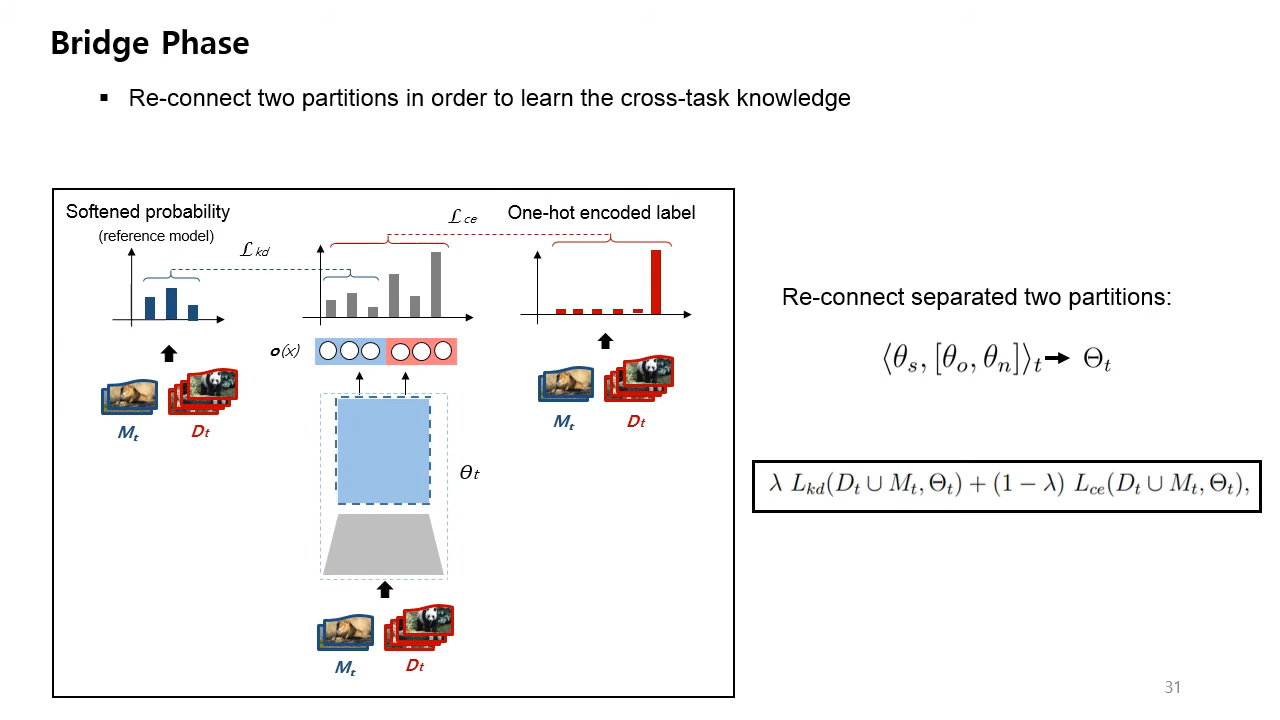 Bridge Phase
▪ Re-connect two partitions in order to learn the cross-task knowledge
Softened probability
(reference model)
ℒkd
ℒce
One-hot encoded label
o(x)
Mt
Dt
Mt
Dt
θt
Mt
Dt
Re-connect separated two partitions:
⟨θs, [θo, θn]⟩t → Θt
λ Lkd(Dt ∪ Mt, Θt) + (1 − λ) Lce(Dt ∪ Mt, Θt),
31